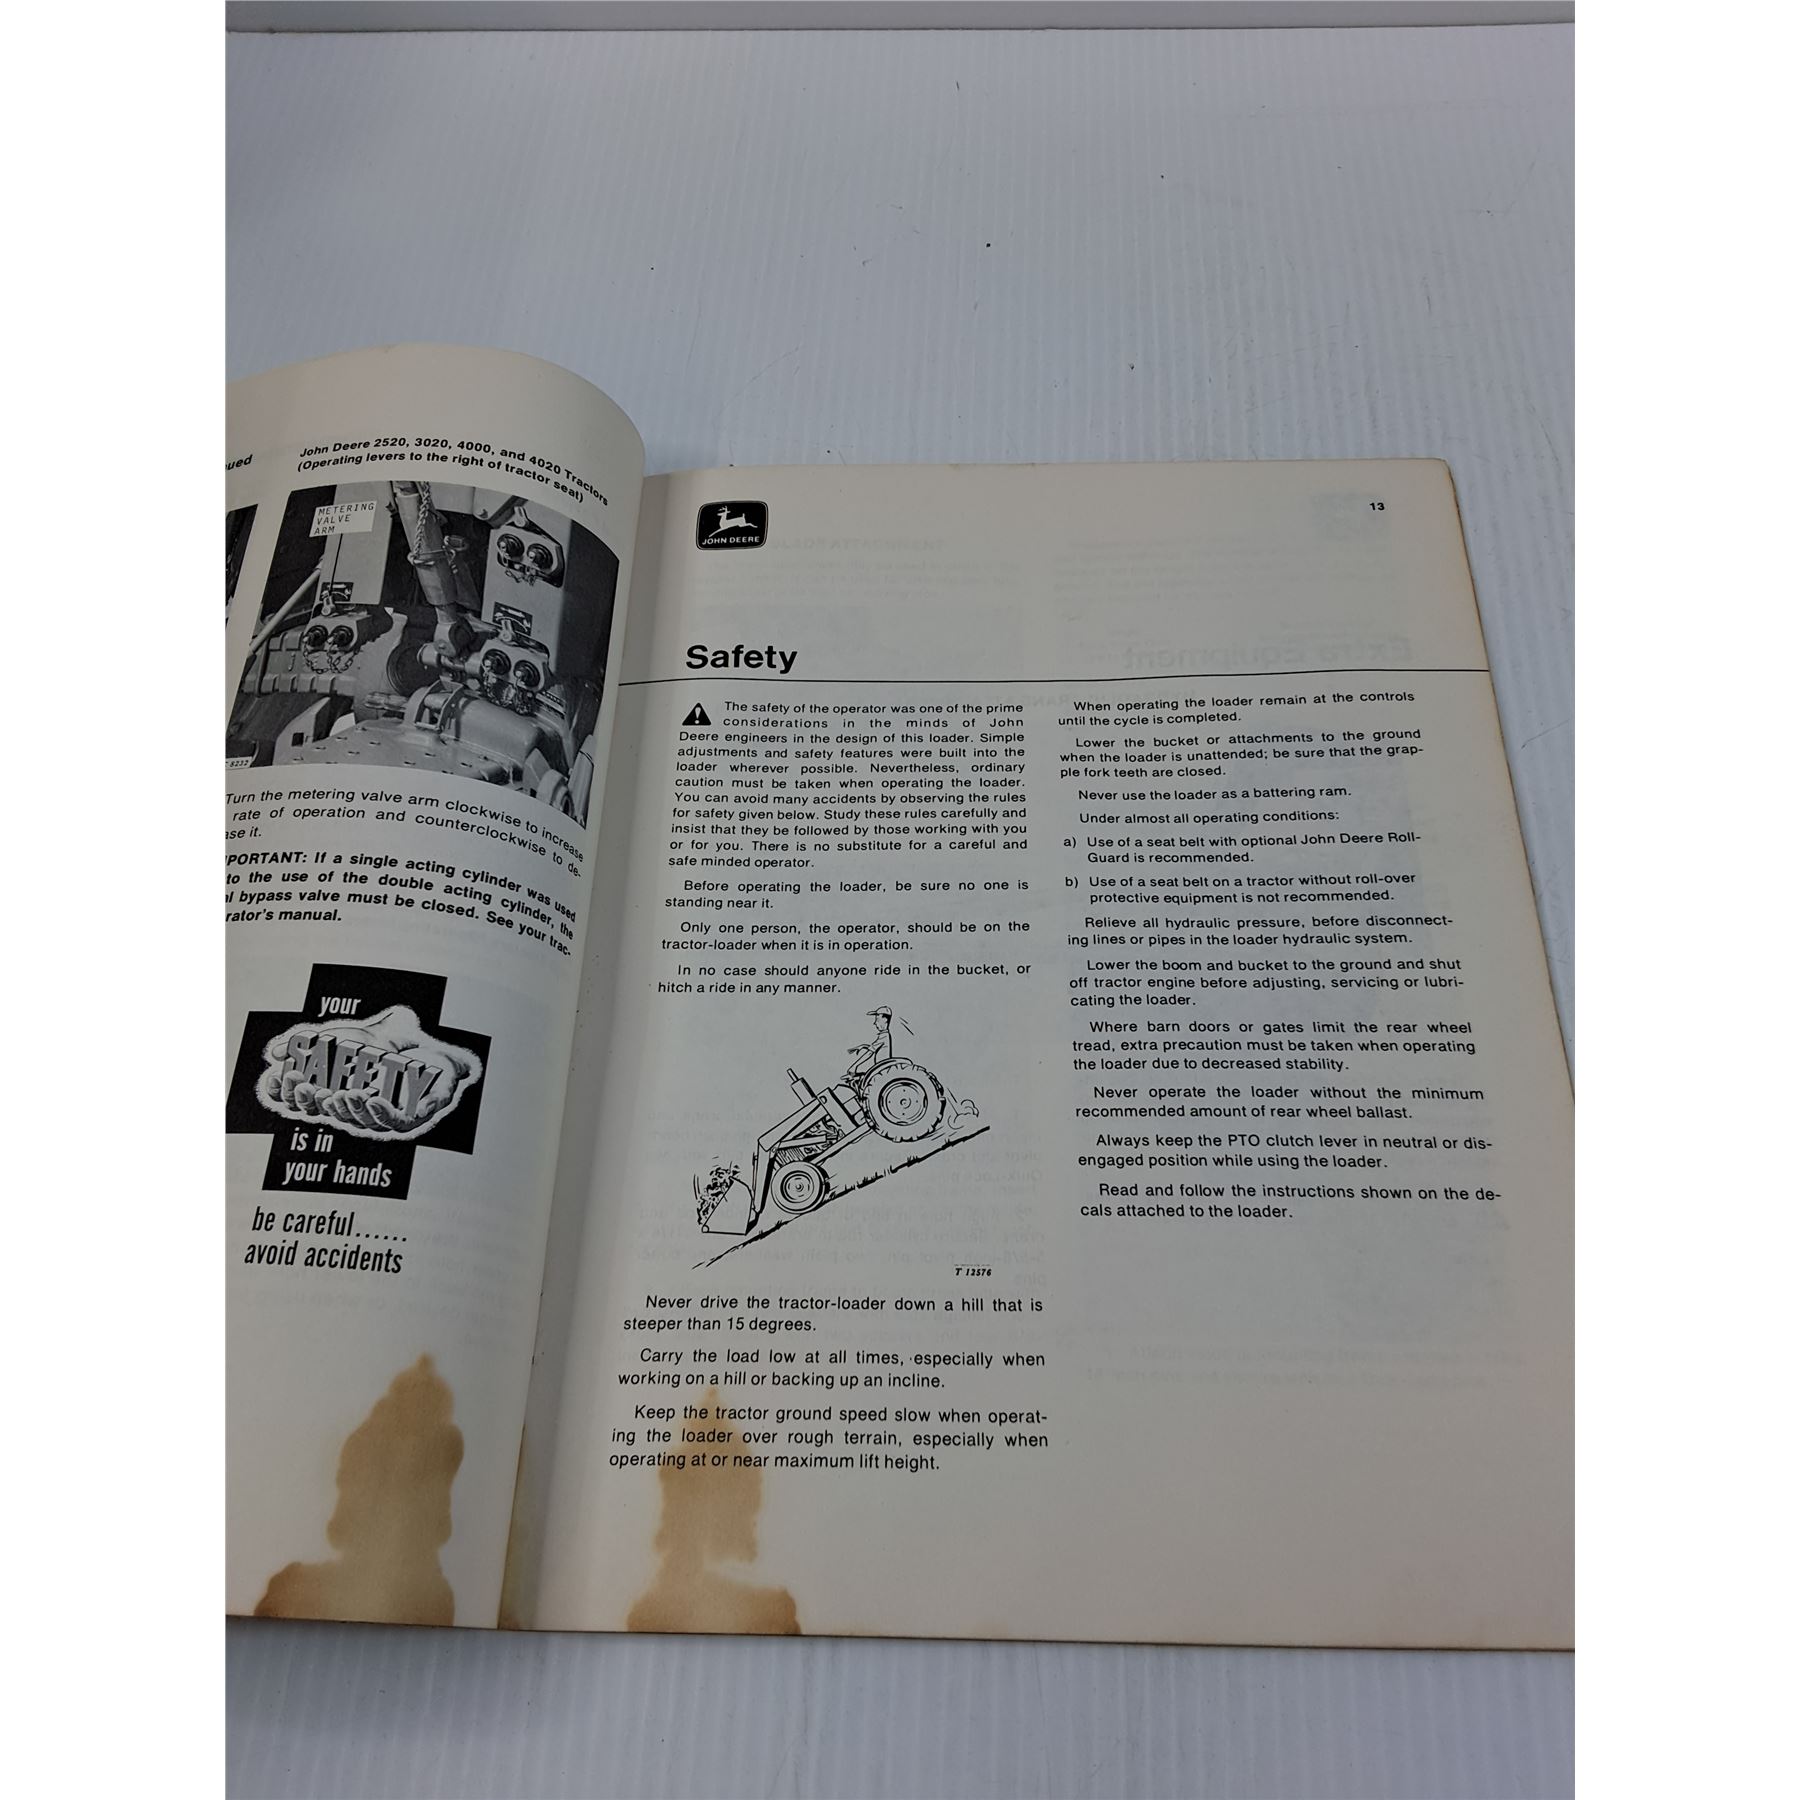 ued
John Deere 2520, 3020, 4000, and 4020 Tractors
(Operating levers to the right of tractor seat)
METERING
VALVE
ARM
8232
Turn the metering valve arm clockwise to increase
rate of operation and counterclockwise to de-
ase it.
PORTANT: If a single acting cylinder was used
to the use of the double acting cylinder, the
l bypass valve must be closed. See your trac-
rator's manual.
your
SAFETY
is in
your hands
be careful......
avoid accidents
JOHN DEERE
13
Safety
The safety of the operator was one of the prime
considerations in the minds of John
Deere engineers in the design of this loader. Simple
adjustments and safety features were built into the
loader wherever possible. Nevertheless, ordinary
caution must be taken when operating the loader.
You can avoid many accidents by observing the rules
for safety given below. Study these rules carefully and
insist that they be followed by those working with you
or for you. There is no substitute for a careful and
safe minded operator.
Before operating the loader, be sure no one is
standing near it.
Only one person, the operator, should be on the
tractor-loader when it is in operation.
In no case should anyone ride in the bucket, or
hitch a ride in any manner.
T 12576
Never drive the tractor-loader down a hill that is
steeper than 15 degrees.
Carry the load low at all times, especially when
working on a hill or backing up an incline.
Keep the tractor ground speed slow when operat-
ing the loader over rough terrain, especially when
operating at or near maximum lift height.
When operating the loader remain at the controls
until the cycle is completed.
Lower the bucket or attachments to the ground
when the loader is unattended; be sure that the grap-
ple fork teeth are closed.
Never use the loader as a battering ram.
Under almost all operating conditions:
a) Use of a seat belt with optional John Deere Roll-
Guard is recommended.
b) Use of a seat belt on a tractor without roll-over
protective equipment is not recommended.
Relieve all hydraulic pressure, before disconnect-
ing lines or pipes in the loader hydraulic system.
Lower the boom and bucket to the ground and shut
off tractor engine before adjusting, servicing or lubri-
cating the loader.
Where barn doors or gates limit the rear wheel
tread, extra precaution must be taken when operating
the loader due to decreased stability.
Never operate the loader without the minimum
recommended amount of rear wheel ballast.
Always keep the PTO clutch lever in neutral or dis-
engaged position while using the loader.
Read and follow the instructions shown on the de-
cals attached to the loader.